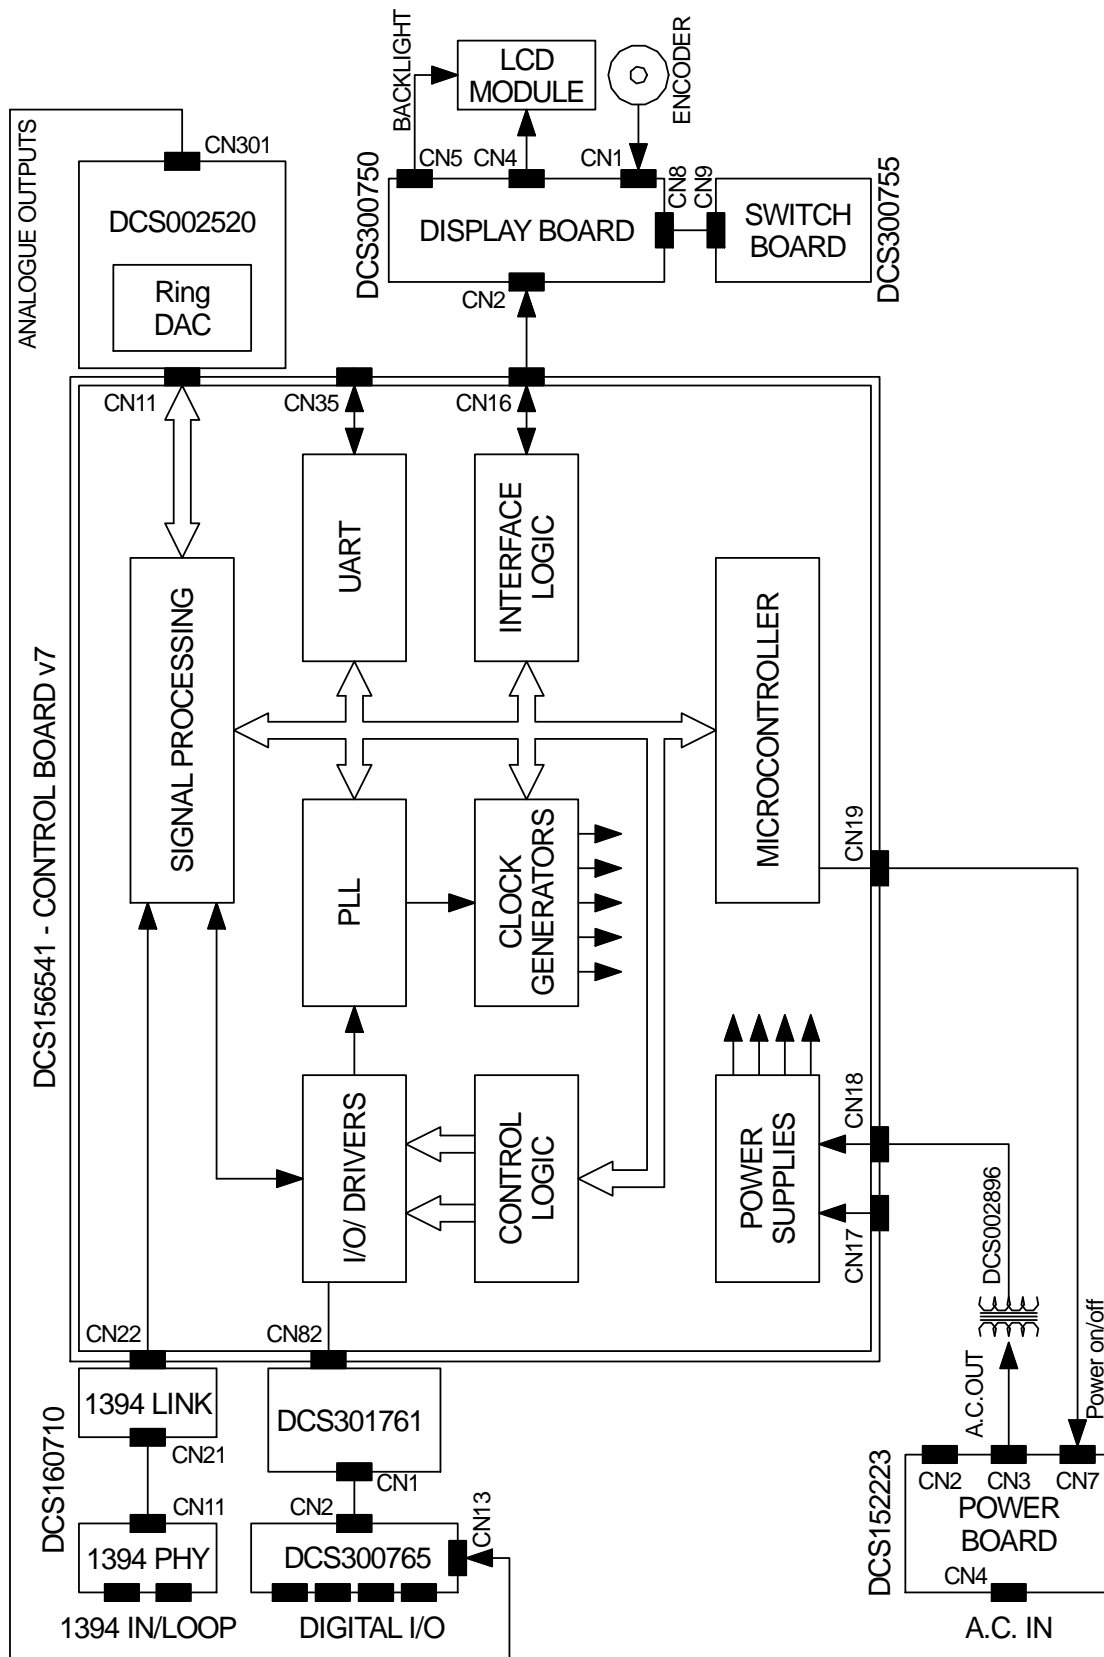 BACKLIGHT
LCD
MODULE
ENCODER
ANALOGUE OUTPUTS
CN301
DCS002520
Ring
DAC
DCS300750
CN5
CN4
CN1
CN8
CN9
DISPLAY BOARD
SWITCH
BOARD
DCS300755
CN2
CN11
CN35
CN16
DCS156541 - CONTROL BOARD v7
SIGNAL PROCESSING
UART
INTERFACE
LOGIC
MICROCONTROLLER
PLL
CLOCK
GENERATORS
CN19
I/O/ DRIVERS
CONTROL
LOGIC
POWER
SUPPLIES
CN18
CN17
DCS002896
A.C.OUT
Power on/off
CN22
CN82
DCS160710
1394 LINK
CN21
DCS301761
CN1
CN11
CN2
CN13
1394 PHY
DCS300765
1394 IN/LOOP
DIGITAL I/O
DCS152223
CN2
CN3
CN7
POWER
BOARD
CN4
A.C. IN